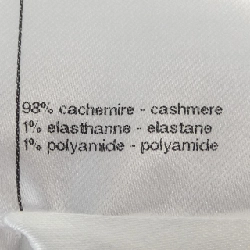 98% cachemire - cashmere
1% elasthanne - elastane
1% polyamide - polyamide